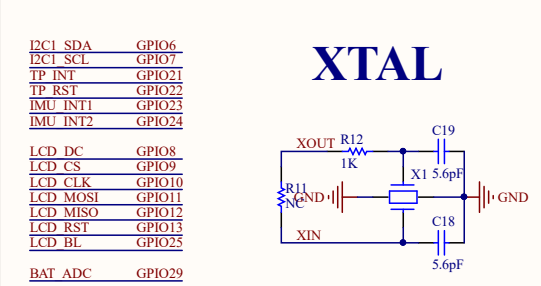 I2C1_SDA GPIO6
I2C1_SCL GPIO7
TP_INT GPIO21
TP_RST GPIO22
IMU_INT1 GPIO23
IMU_INT2 GPIO24
LCD_DC GPIO8
LCD_CS GPIO9
LCD_CLK GPIO10
LCD_MOSI GPIO11
LCD_MISO GPIO12
LCD_RST GPIO13
LCD_BL GPIO25
BAT_ADC GPIO29
XTAL
XOUT R12 C19
1K
X1 5.6pF
R11 GND GND
NC
XIN C18
5.6pF